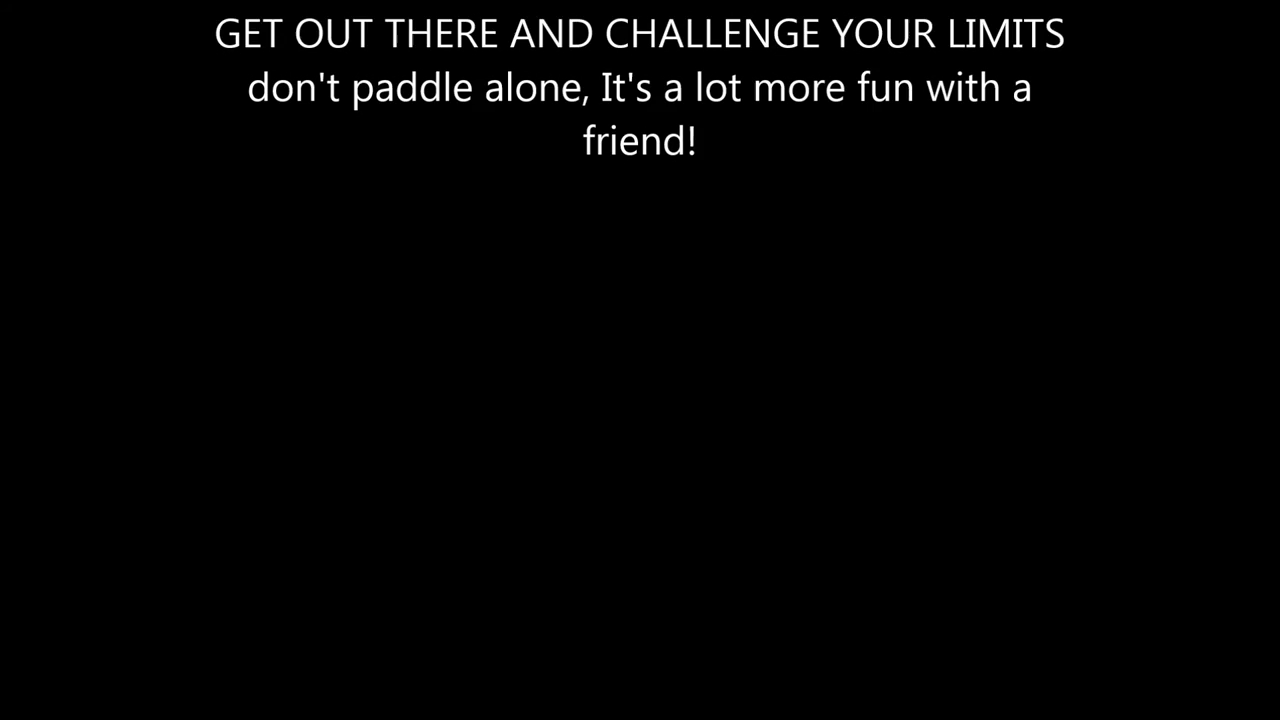 GET OUT THERE AND CHALLENGE YOUR LIMITS
don't paddle alone, It's a lot more fun with a
friend!